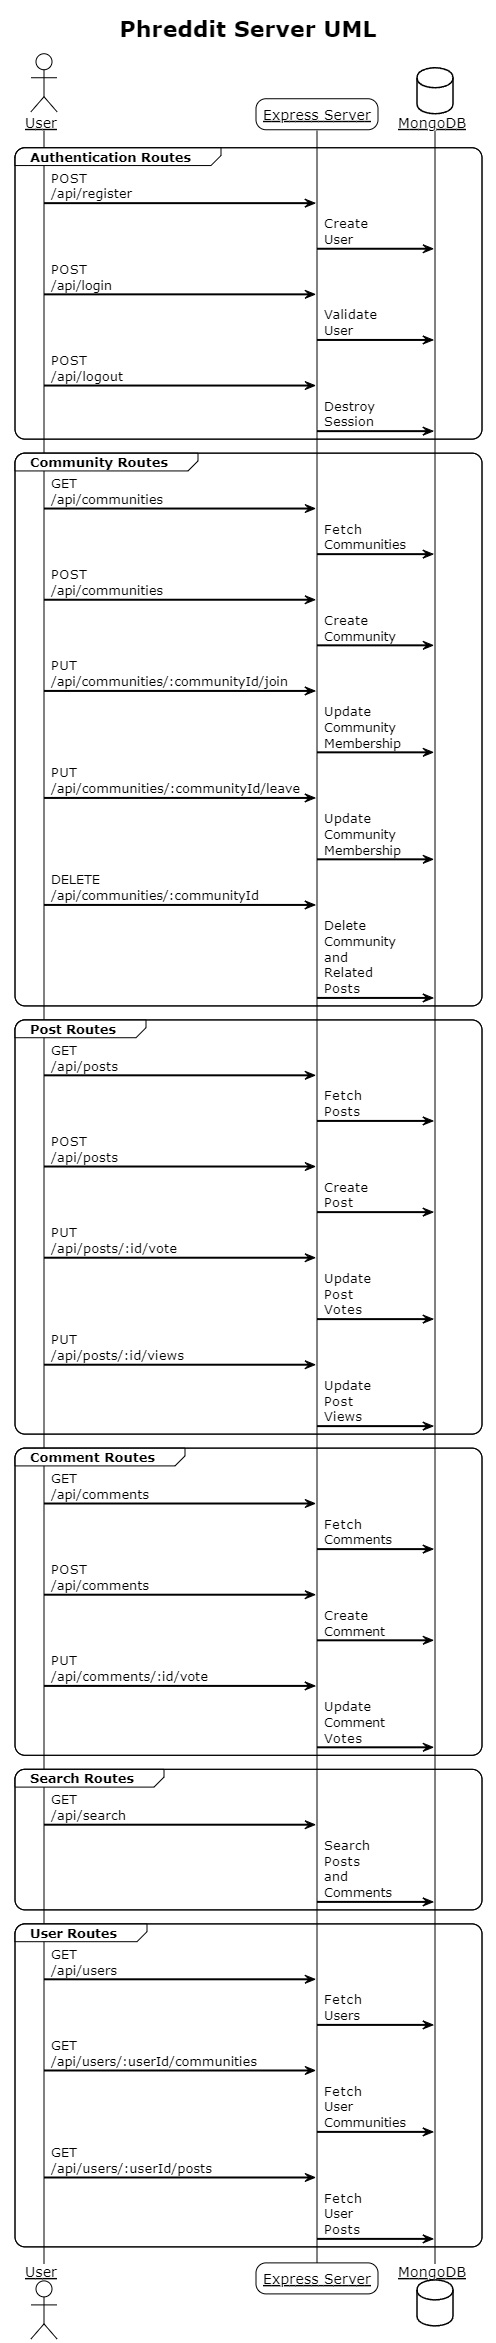 Phreddit Server UML
User
Express Server
MongoDB
Authentication Routes
POST
/api/register
Create
User
POST
/api/login
Validate
User
POST
/api/logout
Destroy
Session
Community Routes
GET
/api/communities
Fetch
Communities
POST
/api/communities
Create
Community
PUT
/api/communities/:communityId/join
Update
Community
Membership
PUT
/api/communities/:communityId/leave
Update
Community
Membership
DELETE
/api/communities/:communityId
Delete
Community
and
Related
Posts
Post Routes
GET
/api/posts
Fetch
Posts
POST
/api/posts
Create
Post
PUT
/api/posts/:id/vote
Update
Post
Votes
PUT
/api/posts/:id/views
Update
Post
Views
Comment Routes
GET
/api/comments
Fetch
Comments
POST
/api/comments
Create
Comment
PUT
/api/comments/:id/vote
Update
Comment
Votes
Search Routes
GET
/api/search
Search
Posts
and
Comments
User Routes
GET
/api/users
Fetch
Users
GET
/api/users/:userId/communities
Fetch
User
Communities
GET
/api/users/:userId/posts
Fetch
User
Posts
User
Express Server
MongoDB